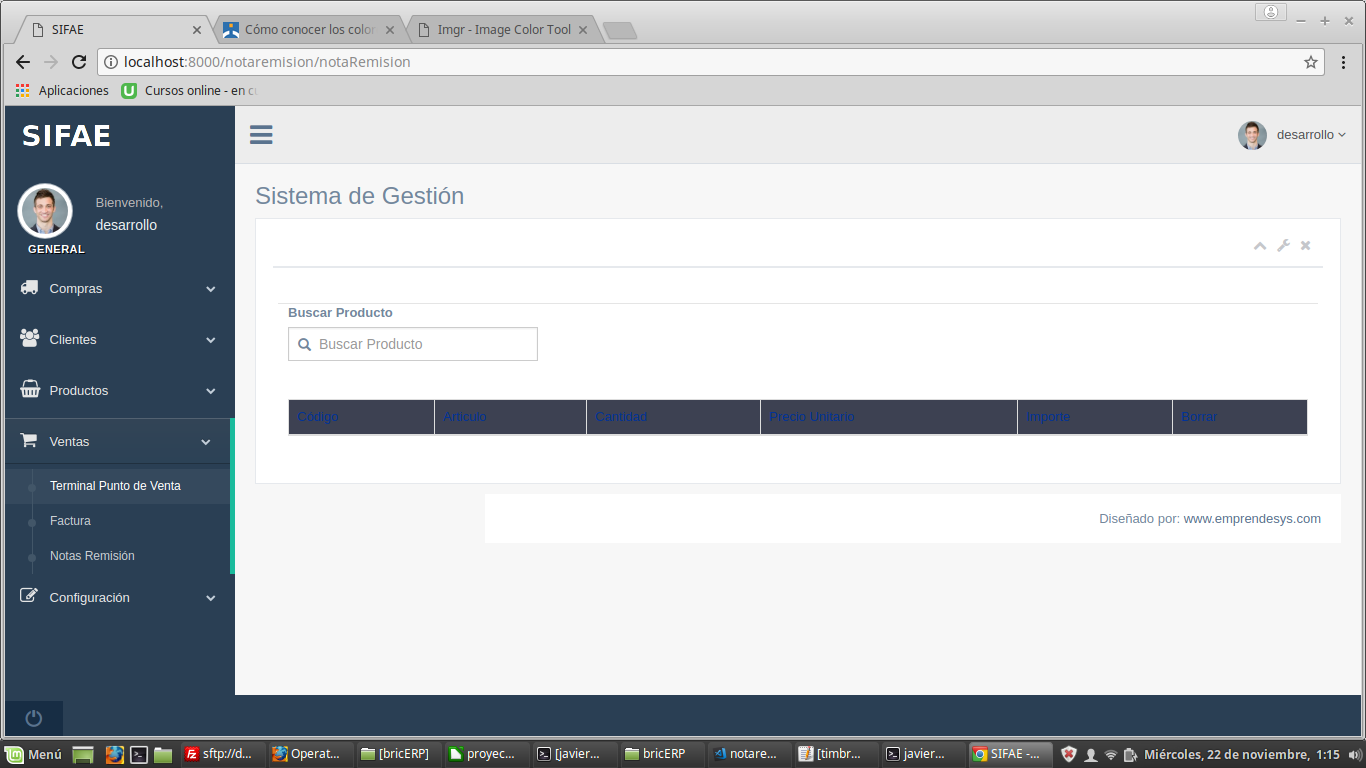 SIFAE
Cómo conocer los color
Imgr - Image Color Tool
localhost:8000/notaremision/notaRemision
Aplicaciones
Cursos online - en cu
SIFAE
desarrollo
Bienvenido,
desarrollo
GENERAL
Compras
Clientes
Productos
Ventas
Terminal Punto de Venta
Factura
Notas Remisión
Configuración
Sistema de Gestión
Buscar Producto
Buscar Producto
Código Articulo Cantidad Precio Unitario Importe Borrar
Diseñado por: www.emprendesys.com
Menú sftp://d... Operat... [bricERP] proyec... [javier... bricERP notare... [timbr... javier... SIFAE -... Miércoles, 22 de noviembre, 1:15